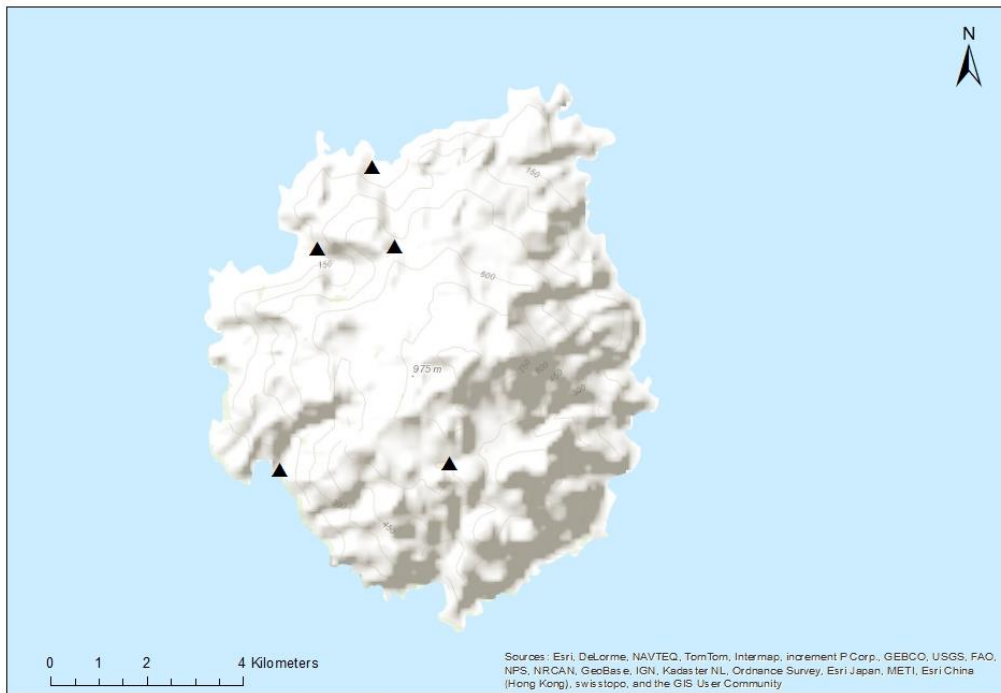 N
150
500
150
975 m
450
0 1 2 4 Kilometers
Sources: Esri, DeLorme, NAVTEQ, TomTom, Intermap, increment P Corp., GEBCO, USGS, FAO,
NPS, NRCAN, GeoBase, IGN, Kadaster NL, Ordnance Survey, Esri Japan, METI, Esri China
(Hong Kong), swisstopo, and the GIS User Community